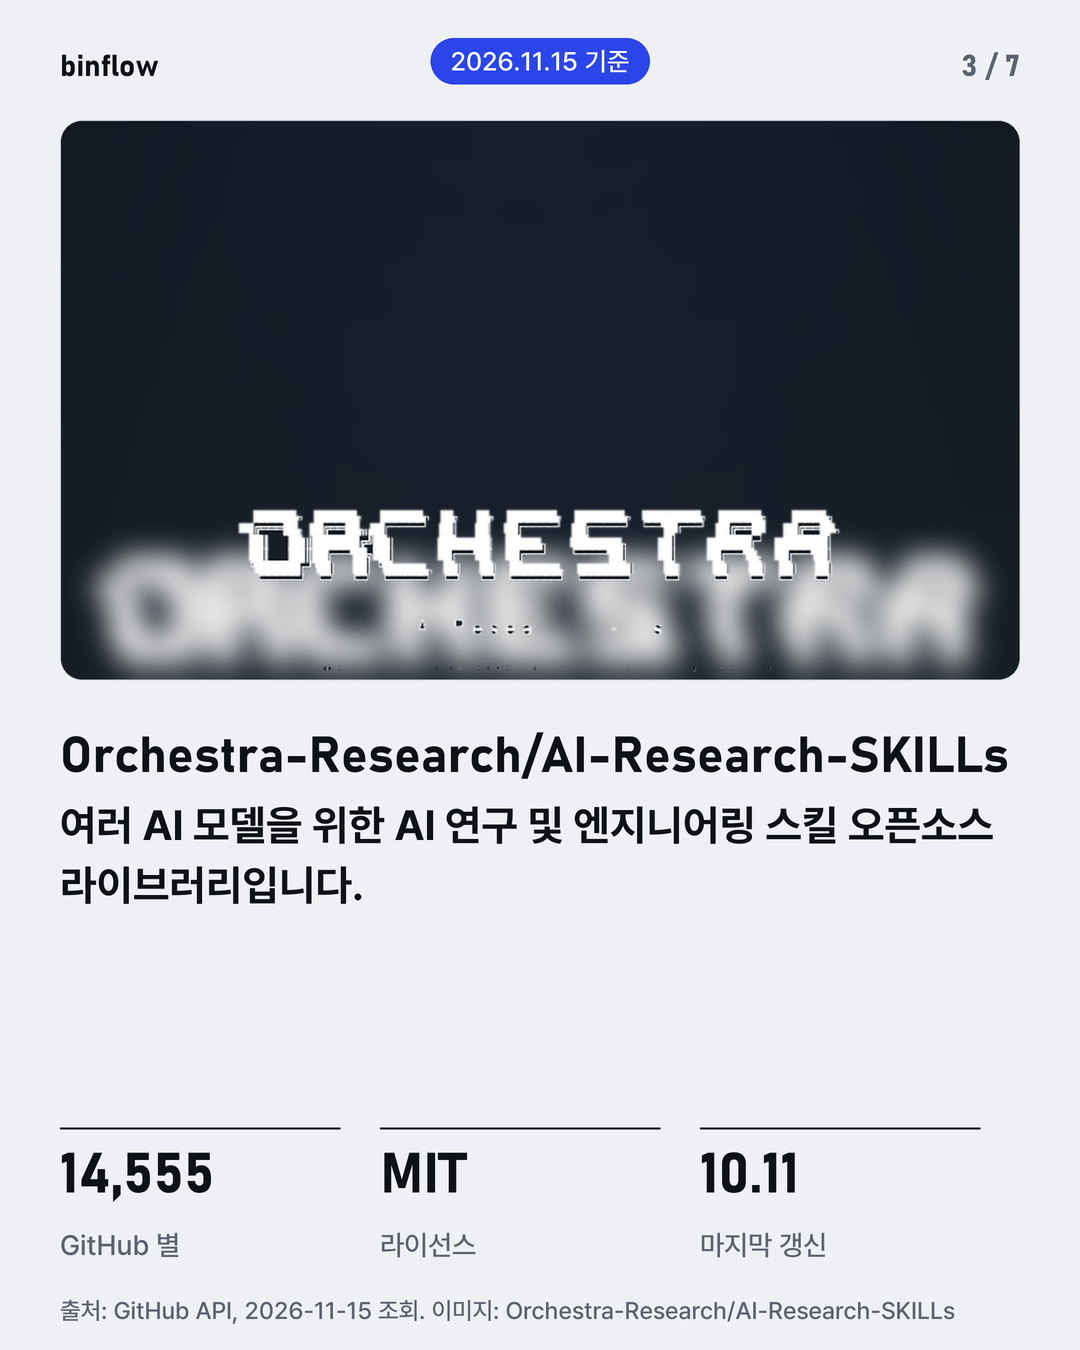 binflow
2026.11.15 기준
3 / 7
ORCHESTRA
Orchestra-Research/AI-Research-SKILLs
여러 AI 모델을 위한 AI 연구 및 엔지니어링 스킬 오픈소스
라이브러리입니다.
14,555
MIT
10.11
GitHub 별
라이선스
마지막 갱신
출처: GitHub API, 2026-11-15 조회. 이미지: Orchestra-Research/AI-Research-SKILLs